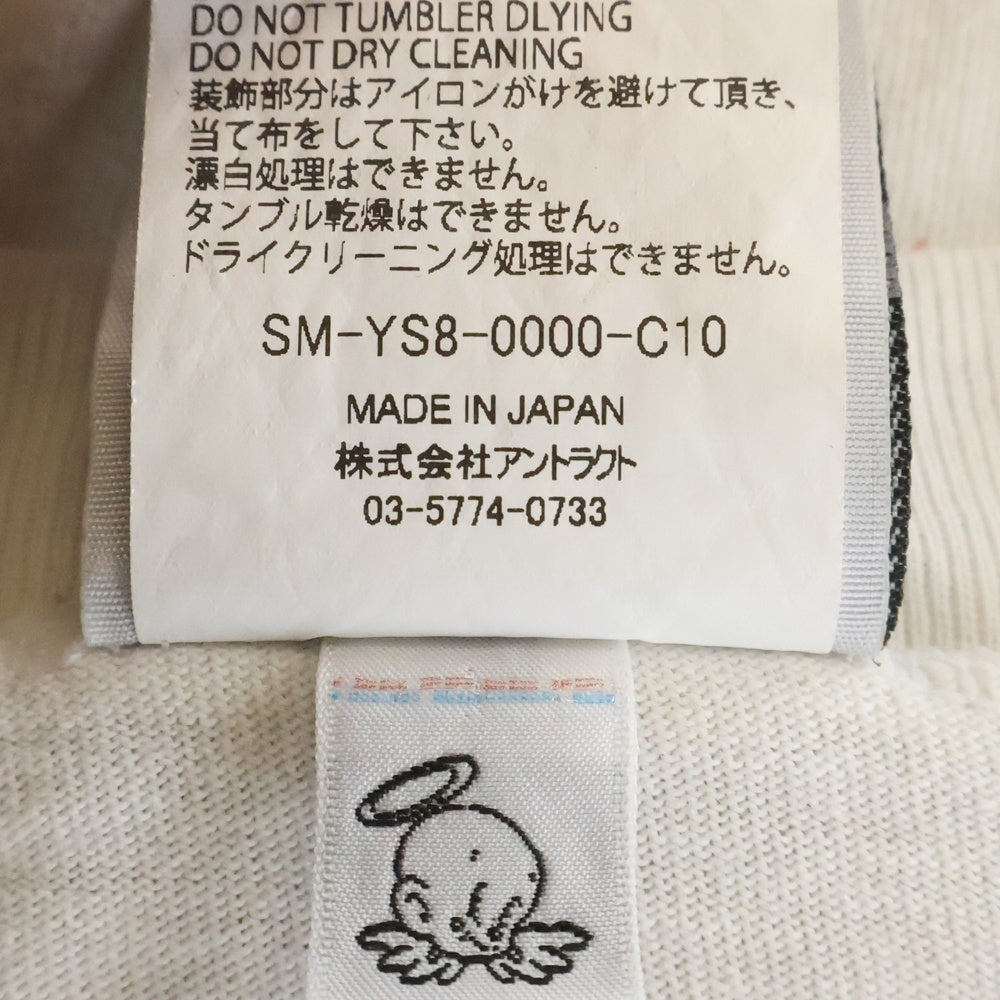 DO NOT TUMBLER DLYING
DO NOT DRY CLEANING
装飾部分はアイロンがけを避けて頂き、
当て布をして下さい。
漂白処理はできません。
タンブル乾燥はできません。
ドライクリーニング処理はできません。
SM-YS8-0000-C10
MADE IN JAPAN
株式会社アントラクト
03-5774-0733